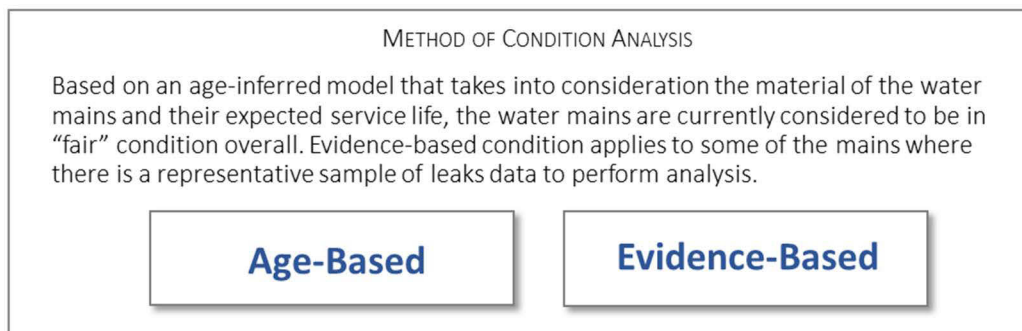 METHOD OF CONDITION ANALYSIS
Based on an age-inferred model that takes into consideration the material of the water
mains and their expected service life, the water mains are currently considered to be in
“fair” condition overall. Evidence-based condition applies to some of the mains where
there is a representative sample of leaks data to perform analysis.
Age-Based
Evidence-Based